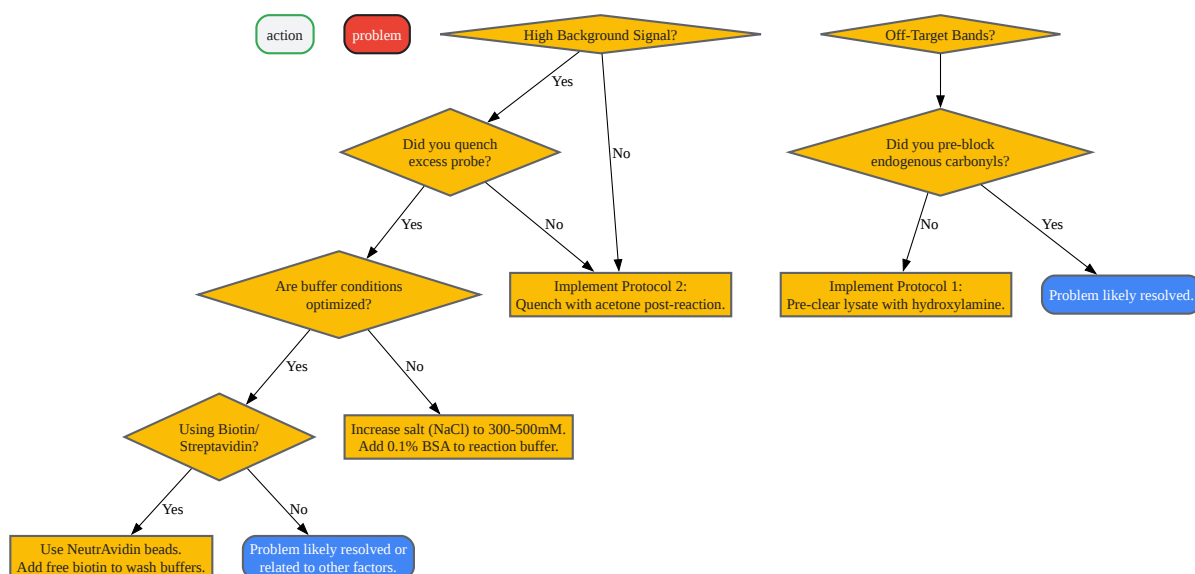 action
problem
High Background Signal?
Off-Target Bands?
Yes
No
Did you quench
excess probe?
Did you pre-block
endogenous carbonyls?
Yes
No
No
Yes
Are buffer conditions
optimized?
Implement Protocol 2:
Quench with acetone post-reaction.
Implement Protocol 1:
Pre-clear lysate with hydroxylamine.
Problem likely resolved.
Yes
No
Using Biotin/
Streptavidin?
Increase salt (NaCl) to 300-500mM.
Add 0.1% BSA to reaction buffer.
Yes
No
Use NeutrAvidin beads.
Add free biotin to wash buffers.
Problem likely resolved or
related to other factors.